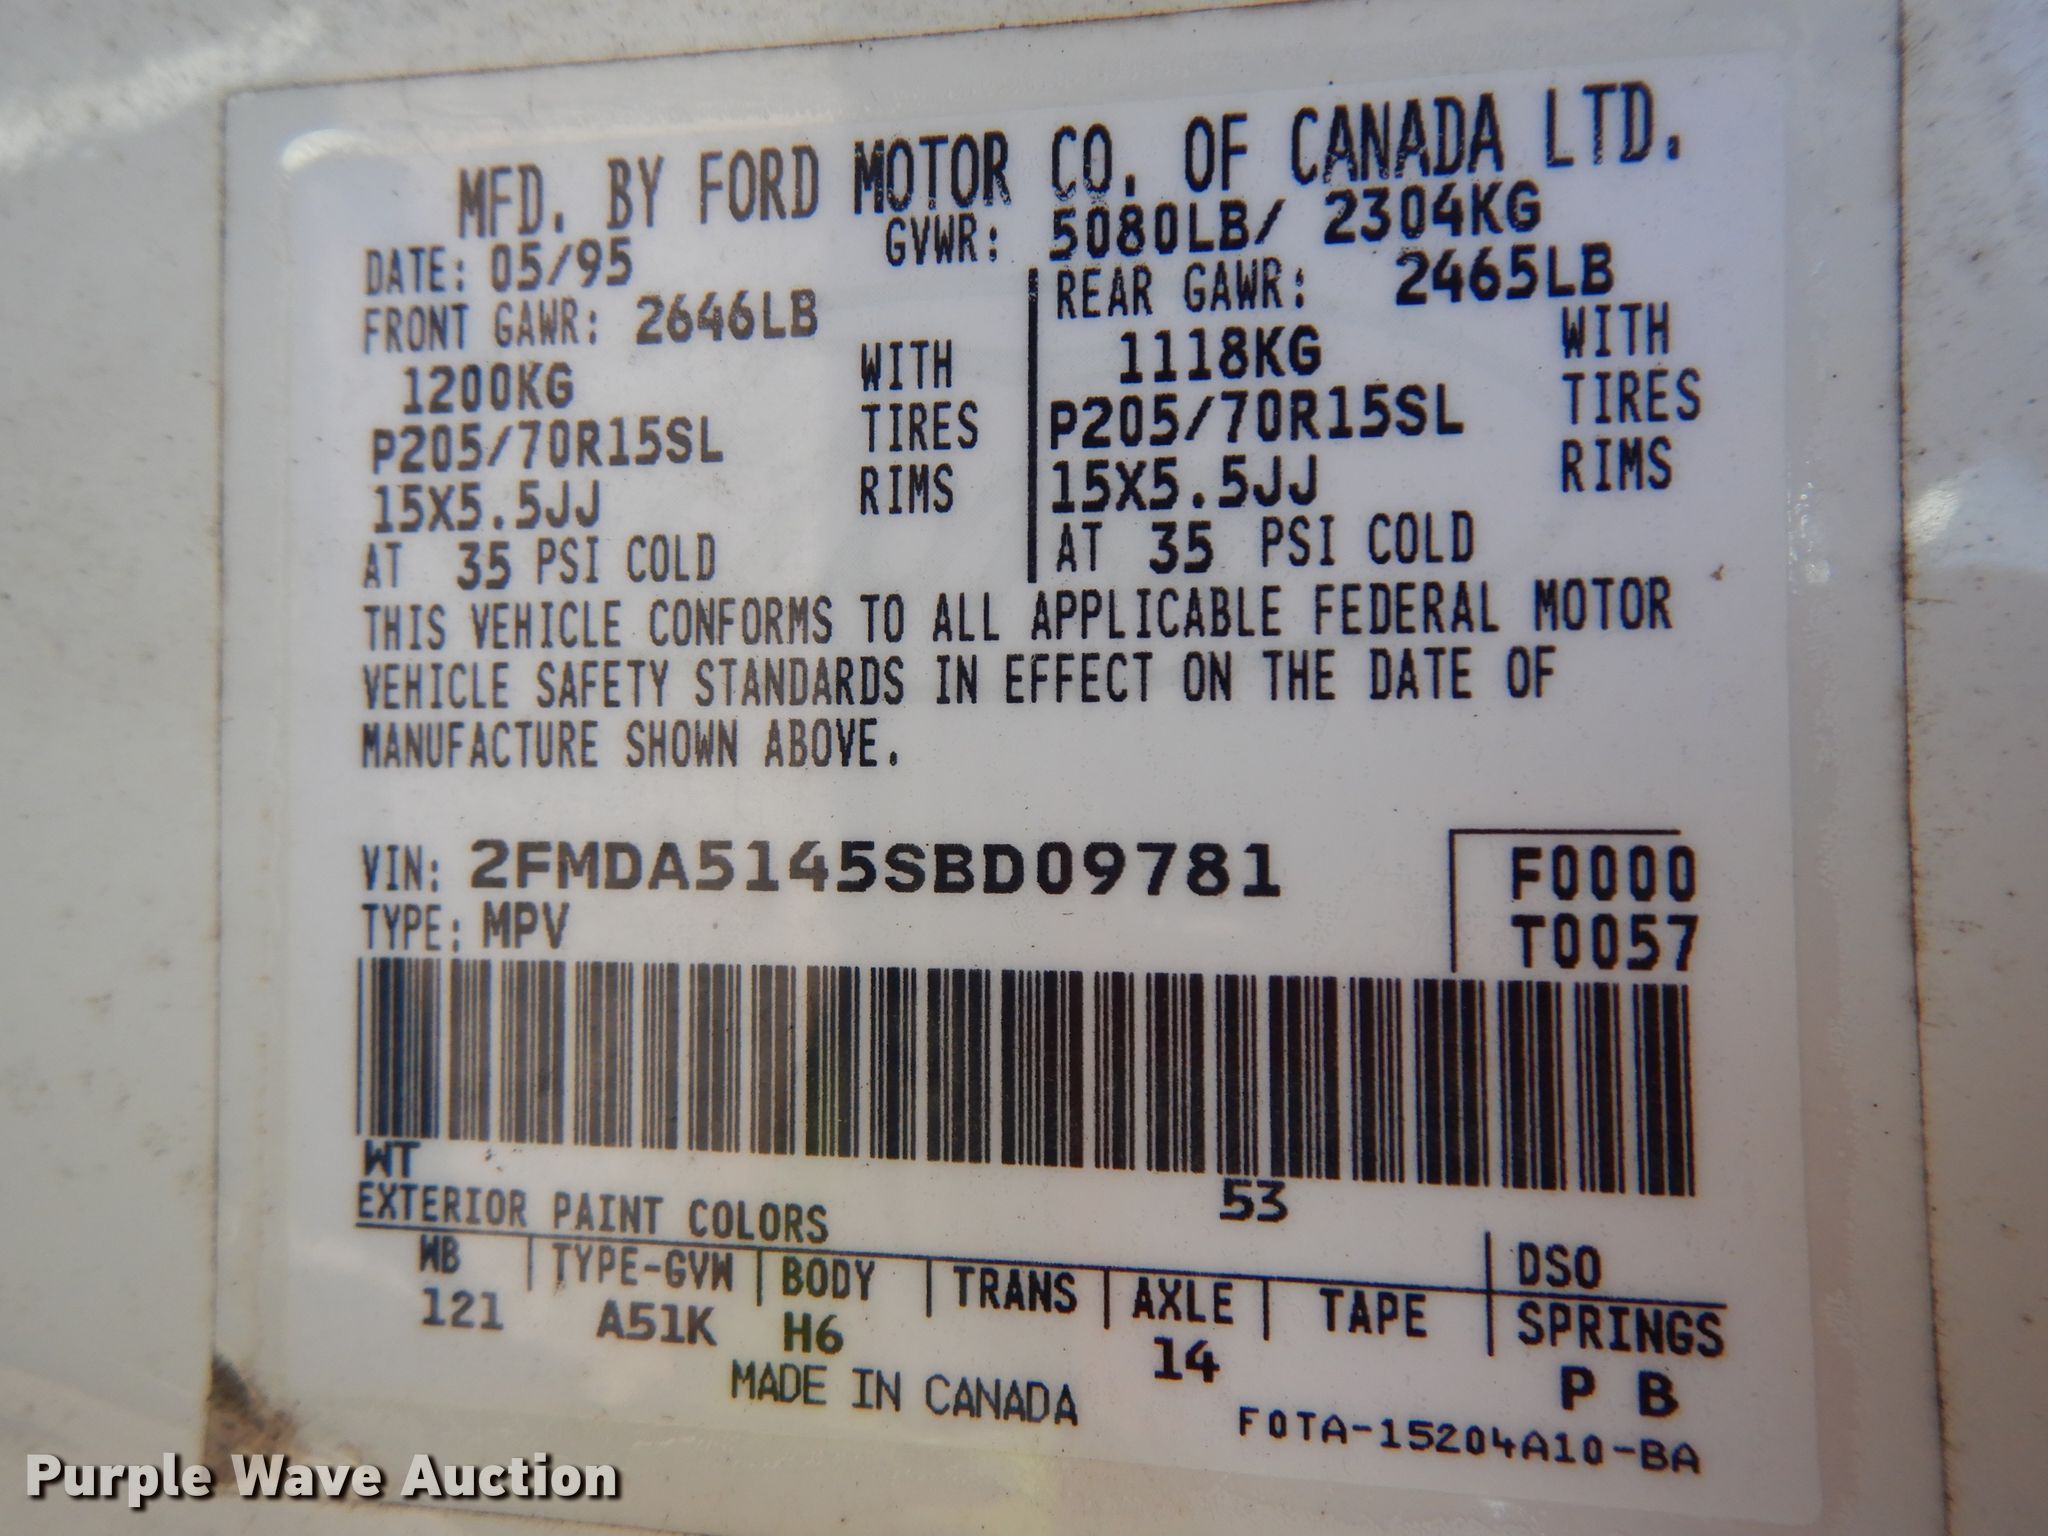 MFD. BY FORD MOTOR CO. OF CANADA LTD.
DATE: 05/95 GVWR: 5080LB/ 2304KG
FRONT GAWR: 2646LB REAR GAWR: 2465LB
1200KG WITH 1118KG WITH
P205/70R15SL TIRES P205/70R15SL TIRES
15X5.5JJ RIMS 15X5.5JJ RIMS
AT 35 PSI COLD AT 35 PSI COLD
THIS VEHICLE CONFORMS TO ALL APPLICABLE FEDERAL MOTOR
VEHICLE SAFETY STANDARDS IN EFFECT ON THE DATE OF
MANUFACTURE SHOWN ABOVE.
VIN: 2FMDA5145SBD09781 F0000
TYPE: MPV T0057
WT
EXTERIOR PAINT COLORS 53 DSO
WB TYPE-GVW BODY TRANS AXLE TAPE SPRINGS
121 A51K H6 14 P B
MADE IN CANADA
F0TA-15204A10-BA
Purple Wave Auction